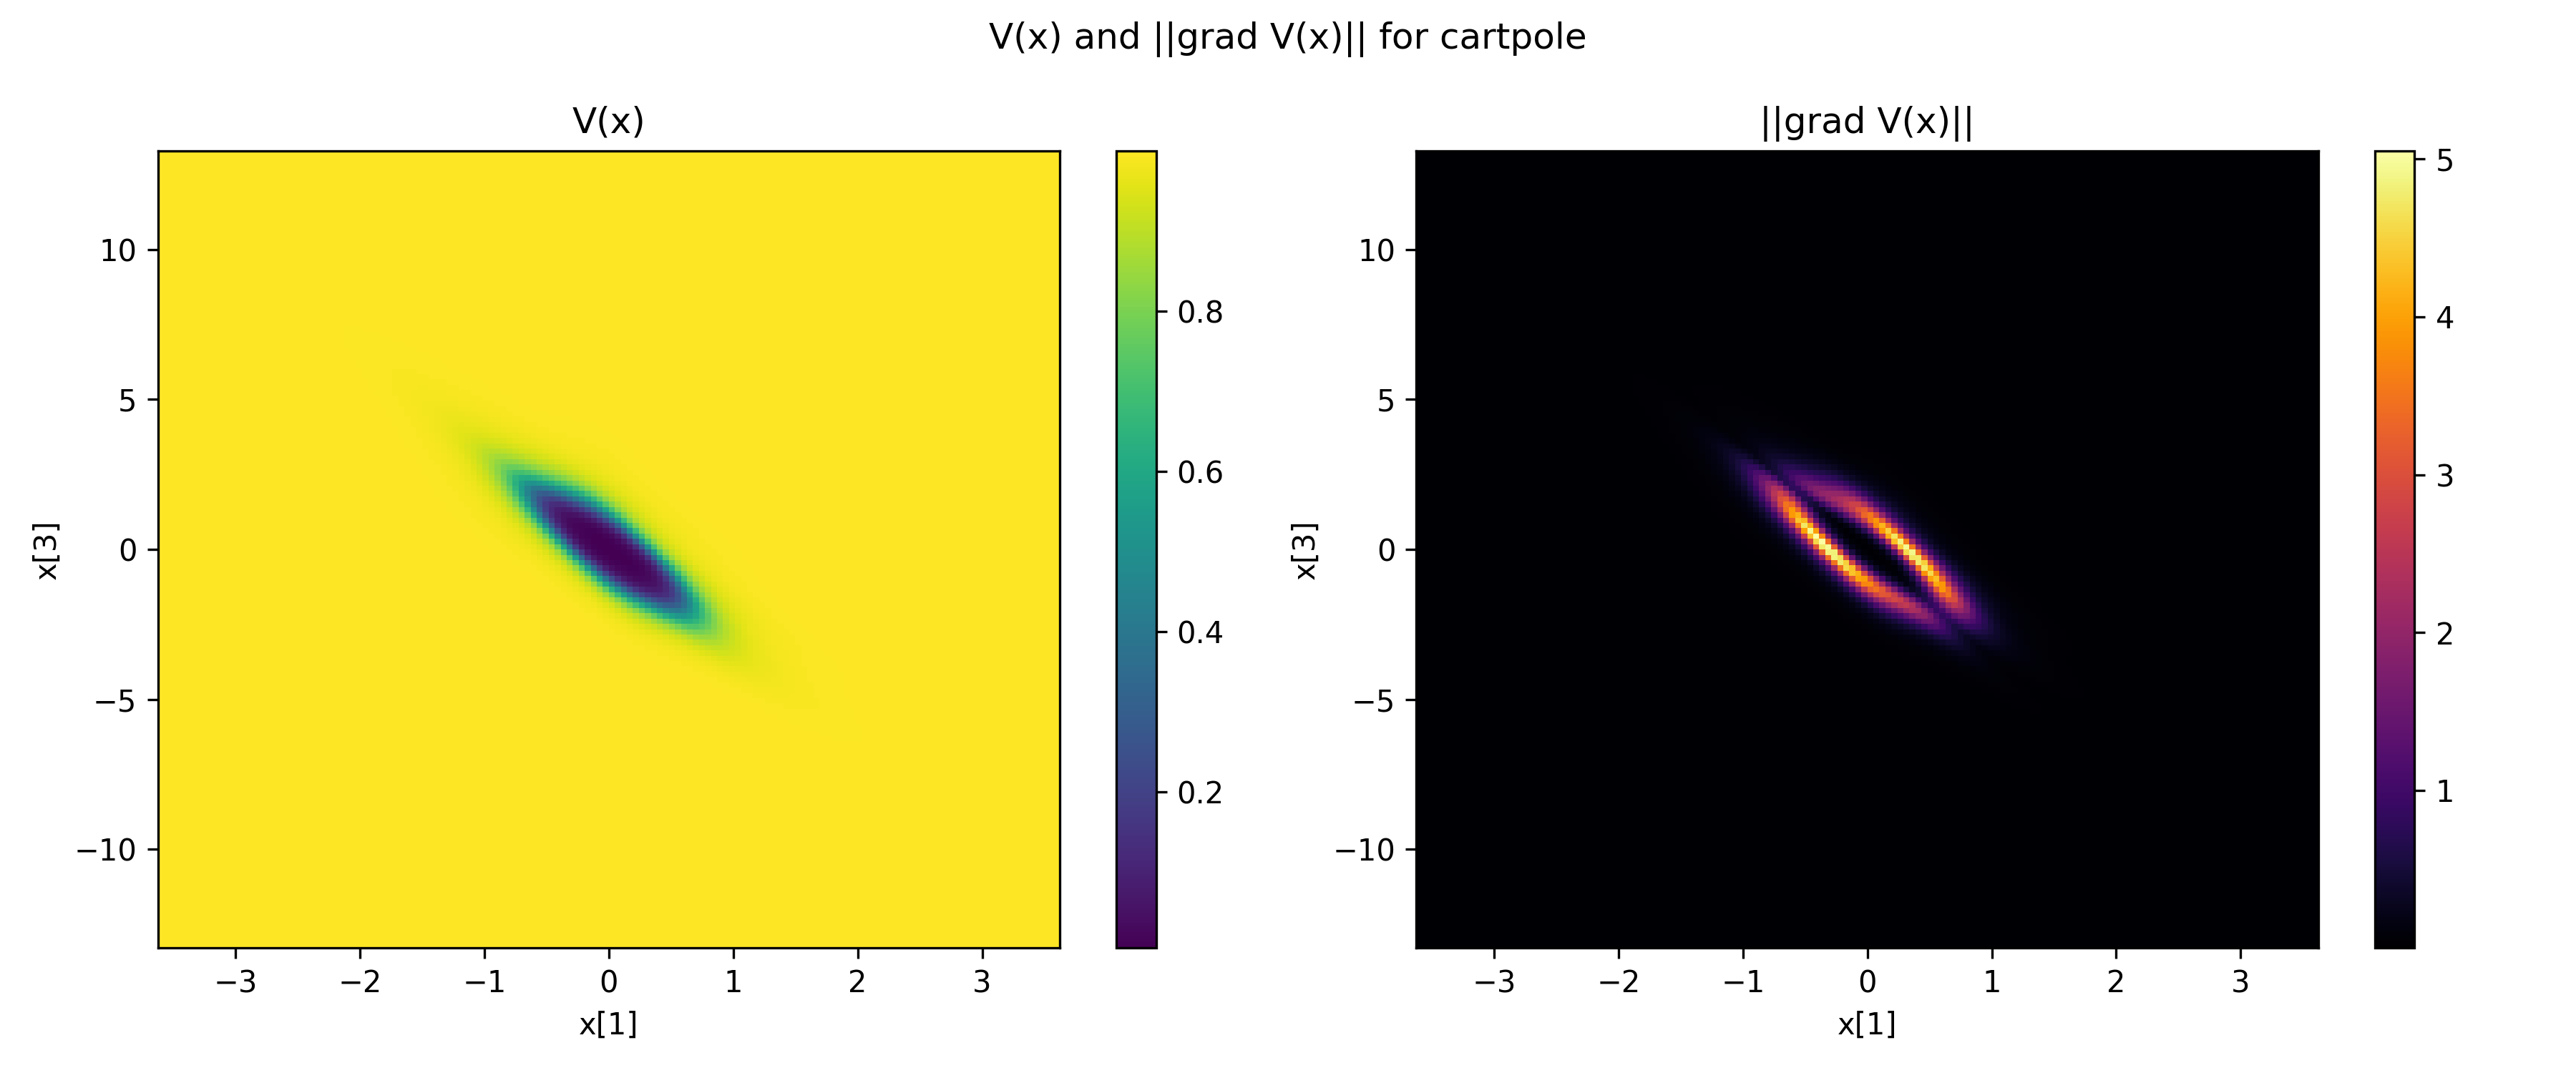 V(x) and ||grad V(x)|| for cartpole
V(x)
10
5
0
−5
−10
x[3]
−3 −2 −1 0 1 2 3
x[1]
0.8
0.6
0.4
0.2
||grad V(x)||
10
5
0
−5
−10
x[3]
−3 −2 −1 0 1 2 3
x[1]
5
4
3
2
1